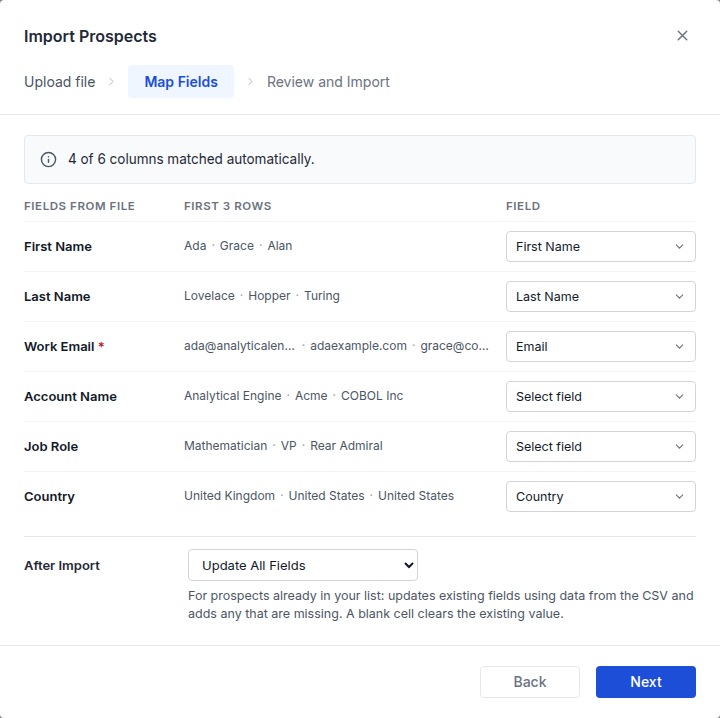 Import Prospects
Upload file
Map Fields
Review and Import
4 of 6 columns matched automatically.
FIELDS FROM FILE FIRST 3 ROWS FIELD
First Name Ada · Grace · Alan First Name
Last Name Lovelace · Hopper · Turing Last Name
Work Email * ada@analyticalen... · adaexample.com · grace@co... Email
Account Name Analytical Engine · Acme · COBOL Inc Select field
Job Role Mathematician · VP · Rear Admiral Select field
Country United Kingdom · United States · United States Country
After Import Update All Fields
For prospects already in your list: updates existing fields using data from the CSV and
adds any that are missing. A blank cell clears the existing value.
Back Next